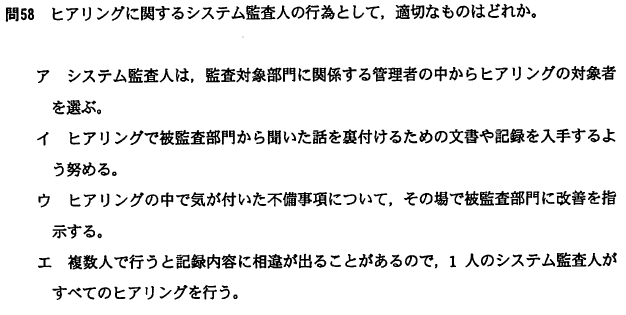 問58 ヒアリングに関するシステム監査人の行為として,適切なものはどれか。
ア システム監査人は,監査対象部門に関係する管理者の中からヒアリングの対象者
を選ぶ。
イ ヒアリングで被監査部門から聞いた話を裏付けるための文書や記録を入手するよ
う努める。
ウ ヒアリングの中で気が付いた不備事項について,その場で被監査部門に改善を指
示する。
エ 複数人で行うと記録内容に相違が出ることがあるので,1 人のシステム監査人が
すべてのヒアリングを行う。